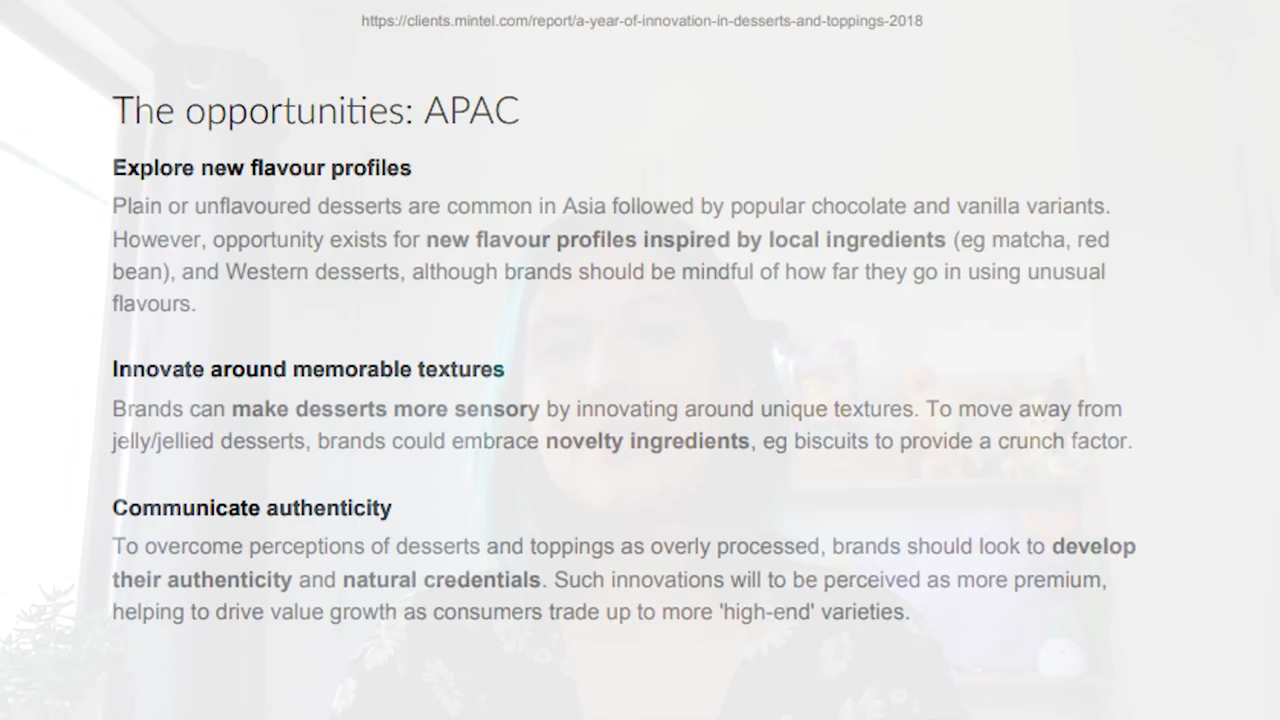 https://clients.mintel.com/report/a-year-of-innovation-in-desserts-and-toppings-2018
The opportunities: APAC
Explore new flavour profiles
Plain or unflavoured desserts are common in Asia followed by popular chocolate and vanilla variants.
However, opportunity exists for new flavour profiles inspired by local ingredients (eg matcha, red
bean), and Western desserts, although brands should be mindful of how far they go in using unusual
flavours.
Innovate around memorable textures
Brands can make desserts more sensory by innovating around unique textures. To move away from
jelly/jellied desserts, brands could embrace novelty ingredients, eg biscuits to provide a crunch factor.
Communicate authenticity
To overcome perceptions of desserts and toppings as overly processed, brands should look to develop
their authenticity and natural credentials. Such innovations will to be perceived as more premium,
helping to drive value growth as consumers trade up to more 'high-end' varieties.